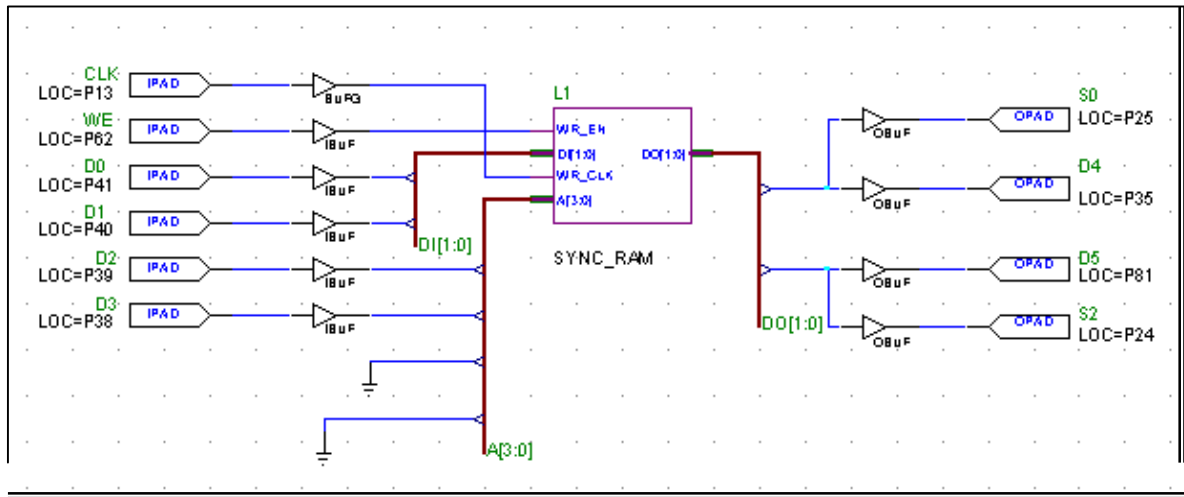 CLK
LOC=P13
IPAD
BUFG
WE
LOC=P62
IPAD
IBUF
D0
LOC=P41
IPAD
IBUF
D1
LOC=P40
IPAD
IBUF
D2
LOC=P39
IPAD
IBUF
D3
LOC=P38
IPAD
IBUF
DI[1:0]
A[3:0]
L1
WR_EN
DI[1:0]
WR_CLK
A[3:0]
DO[1:0]
SYNC_RAM
DO[1:0]
OBUF
OPAD
S0
LOC=P25
OBUF
OPAD
D4
LOC=P35
OBUF
OPAD
D5
LOC=P81
OBUF
OPAD
S2
LOC=P24